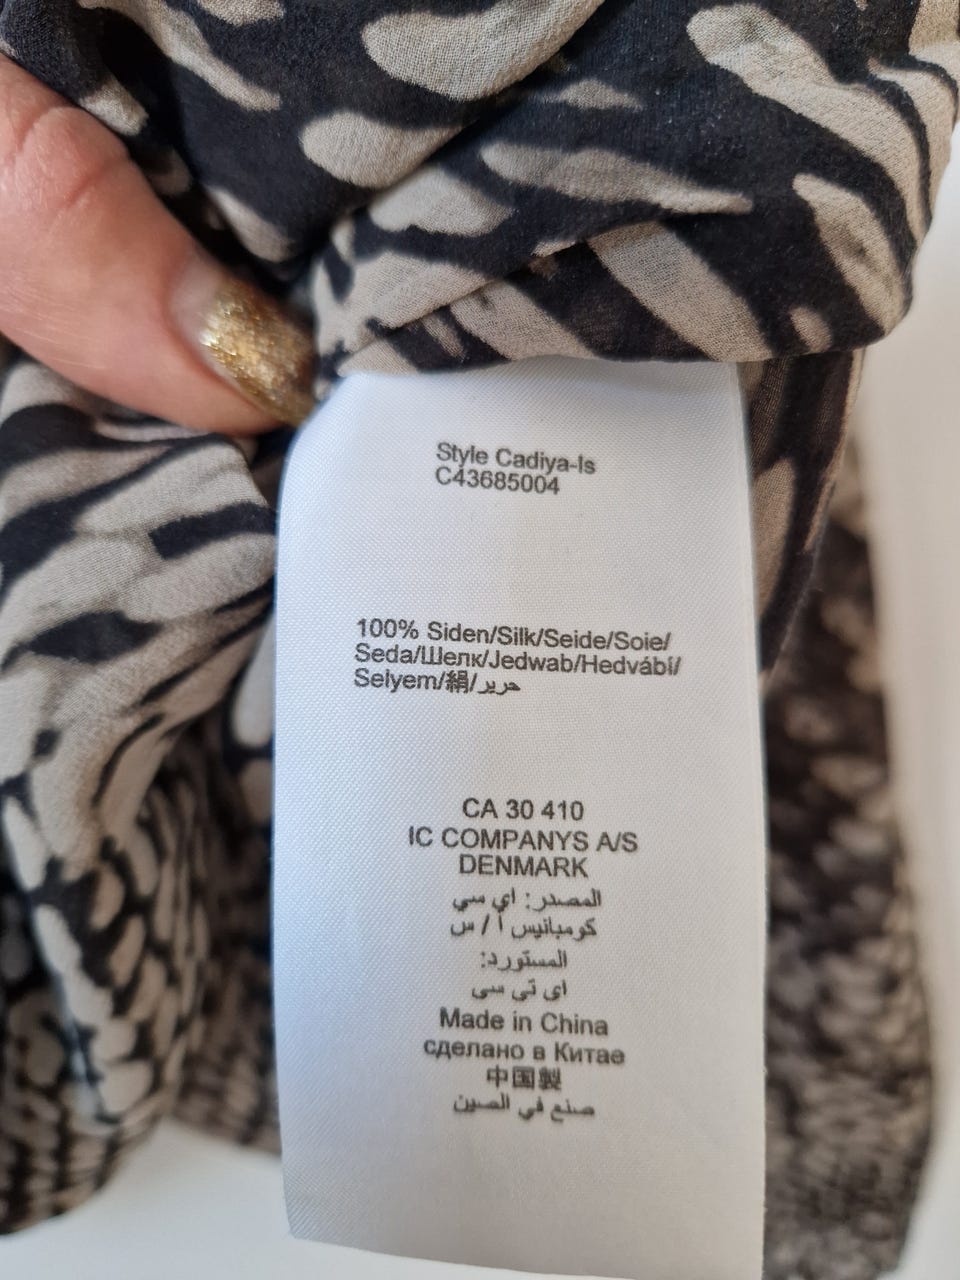 Style Cadiya-ls
C43685004
100% Siden/Silk/Seide/Soie/
Seda/Шелк/Jedwab/Hedvábí/
Selyem/絹/حرير
CA 30 410
IC COMPANYS A/S
DENMARK
المصدر: اي سي
كومبانيس أ / س
المستورد:
اي تي سي
Made in China
сделано в Китае
中国製
صنع في الصين